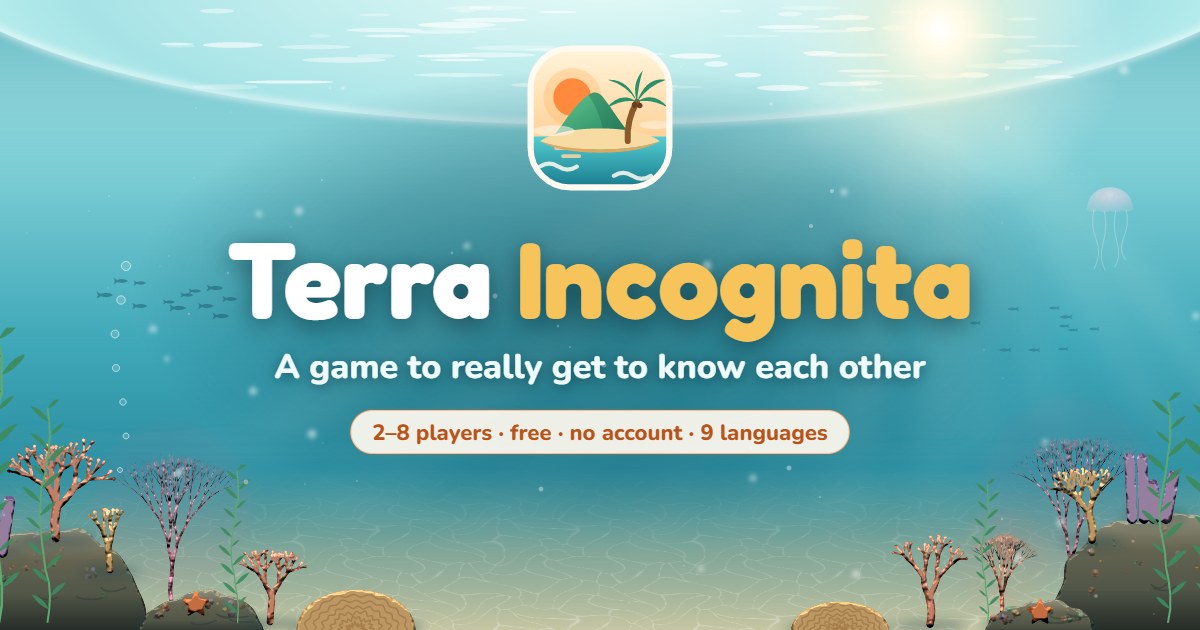 Terra Incognita
A game to really get to know each other
2–8 players · free · no account · 9 languages